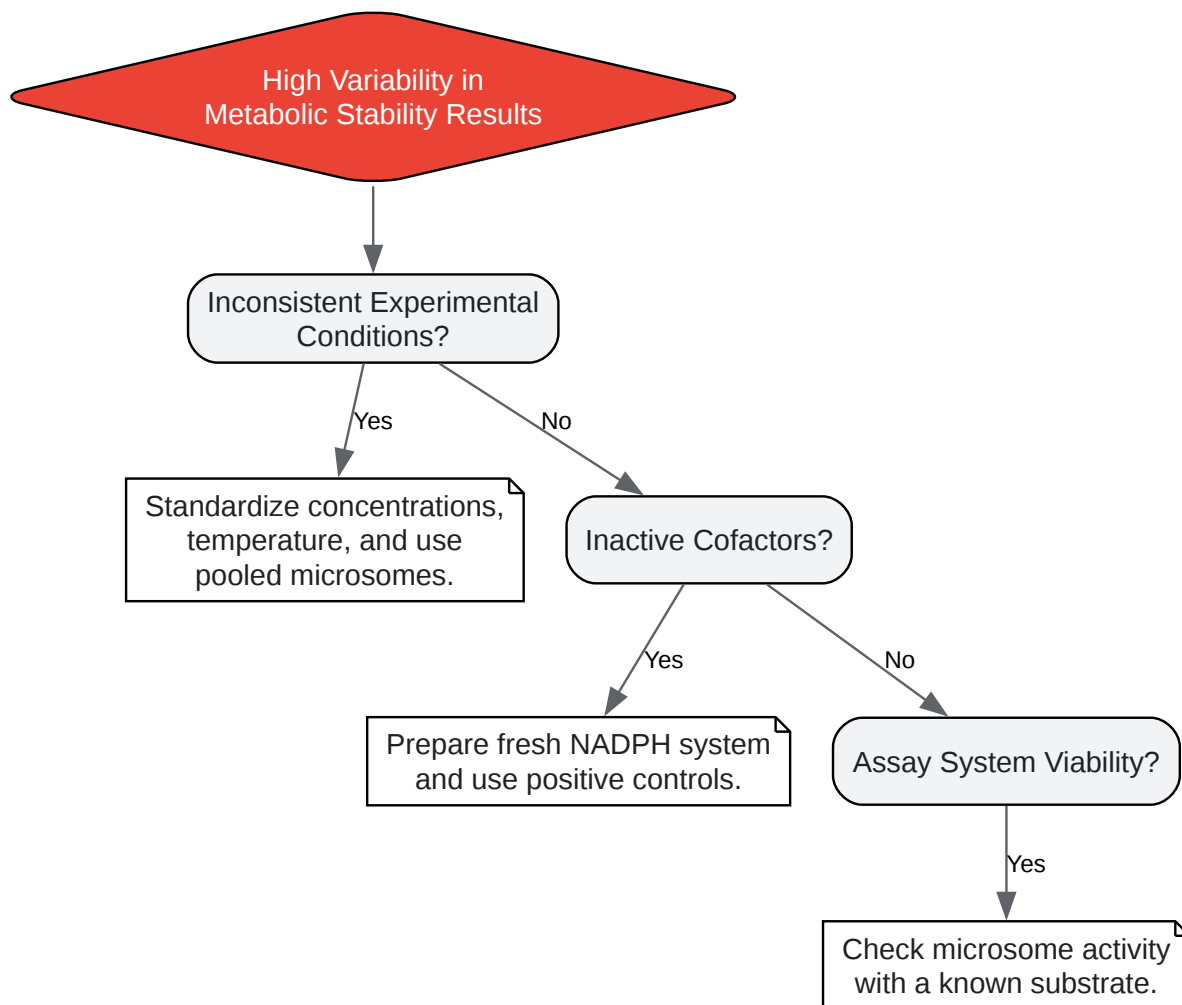 High Variability in
Metabolic Stability Results
Inconsistent Experimental
Conditions?
Yes
No
Standardize concentrations,
temperature, and use
pooled microsomes.
Inactive Cofactors?
Yes
No
Prepare fresh NADPH system
and use positive controls.
Assay System Viability?
Yes
Check microsome activity
with a known substrate.